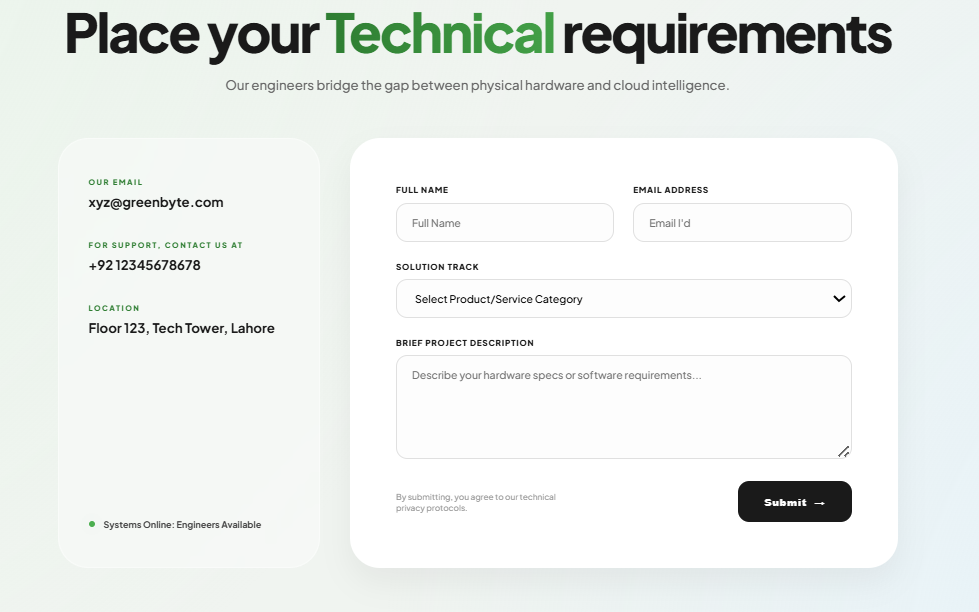 Place your Technical requirements
Our engineers bridge the gap between physical hardware and cloud intelligence.
OUR EMAIL
xyz@greenbyte.com
FOR SUPPORT, CONTACT US AT
+92 12345678678
LOCATION
Floor 123, Tech Tower, Lahore
Systems Online: Engineers Available
FULL NAME
Full Name
EMAIL ADDRESS
Email I'd
SOLUTION TRACK
Select Product/Service Category
BRIEF PROJECT DESCRIPTION
Describe your hardware specs or software requirements...
By submitting, you agree to our technical
privacy protocols.
Submit →